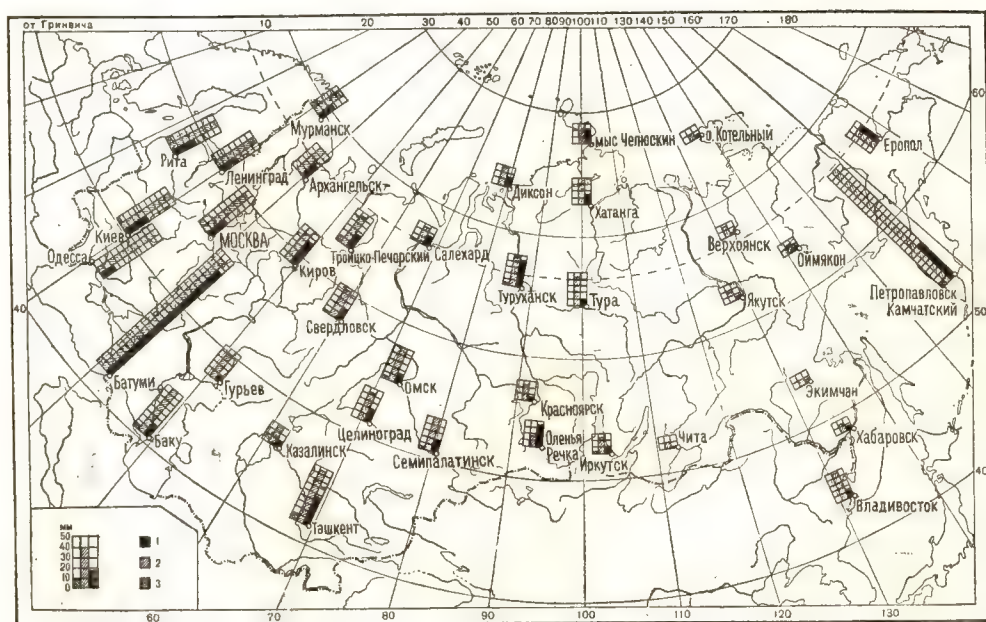 от Гринвича 10 20 30 60 70 80 90 100 110 130 140 150 160 170 180
60
Мурманск
мыс Челюскин
о. Котельный
Еропол
Рига
Ленинград
Архангельск
Диксон
Хатанга
Киев
МОСКВА
Верхоянск
Оймякон
Одесса
Киров
Троицко-Печорский
Салехард
Туруханск
Тура
Якутск
Петропавловск
Камчатский
40
Свердловск
50
Батуми
Гурьев
Омск
Красноярск
Экимчан
Баку
Казалинск
Целиноград
Семипалатинск
Оленья
Речка
Иркутск
Чита
Хабаровск
40
Ташкент
Владивосток
мм
50
40
30
20
10
0
1
2
3
60 70 80 90 100 110 120 130